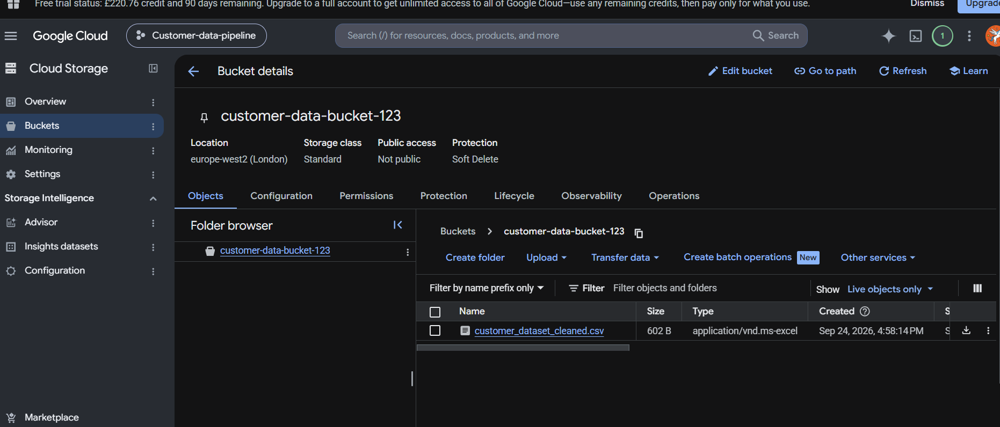 Free trial status: £220.76 credit and 90 days remaining. Upgrade to a full account to get unlimited access to all of Google Cloud—use any remaining credits, then pay only for what you use.
Dismiss
Upgrade
Google Cloud
Customer-data-pipeline
Search (/) for resources, docs, products, and more
Search
1
Cloud Storage
Overview
Buckets
Monitoring
Settings
Storage Intelligence
Advisor
Insights datasets
Configuration
Marketplace
Bucket details
Edit bucket
Go to path
Refresh
Learn
customer-data-bucket-123
Location Storage class Public access Protection
europe-west2 (London) Standard Not public Soft Delete
Objects Configuration Permissions Protection Lifecycle Observability Operations
Folder browser
customer-data-bucket-123
Buckets > customer-data-bucket-123
Create folder Upload Transfer data Create batch operations New Other services
Filter by name prefix only Filter Filter objects and folders Show Live objects only
Name Size Type Created S
customer_dataset_cleaned.csv 602 B application/vnd.ms-excel Sep 24, 2026, 4:58:14 PM S